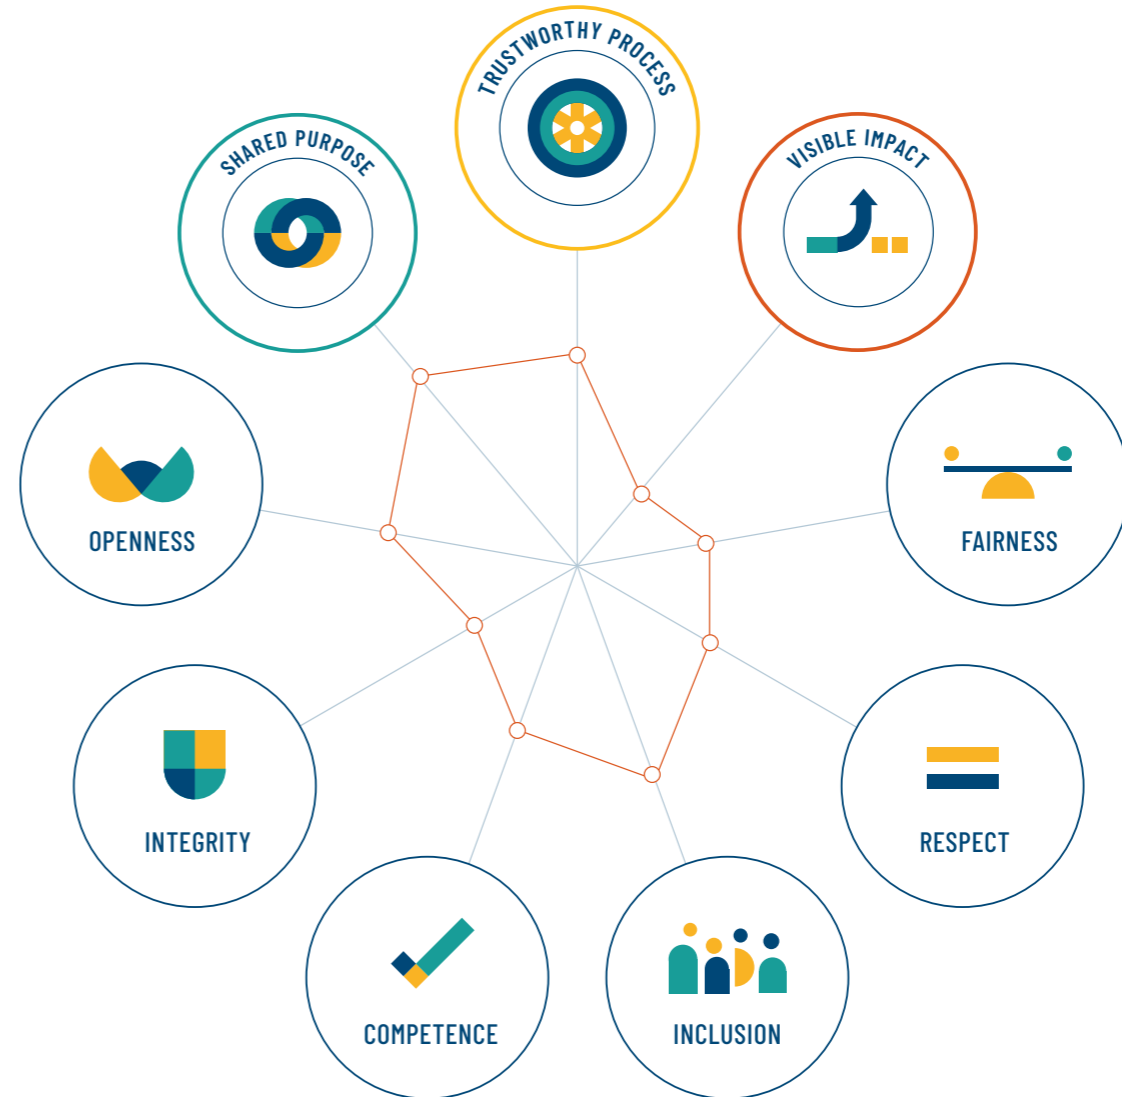 TRUSTWORTHY PROCESS
SHARED PURPOSE
VISIBLE IMPACT
OPENNESS
FAIRNESS
INTEGRITY
RESPECT
COMPETENCE
INCLUSION